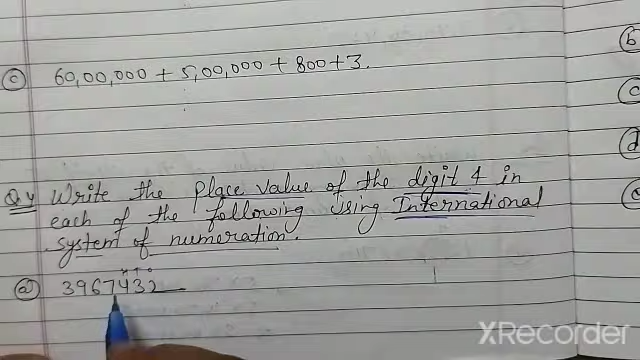 (c) 60,00,000 + 5,00,000 + 800 + 3.
Q4 Write the place value of the digit 4 in
each of the following using International
system of numeration.
(a) 3967432
H T O
b
c
d
XRecorder